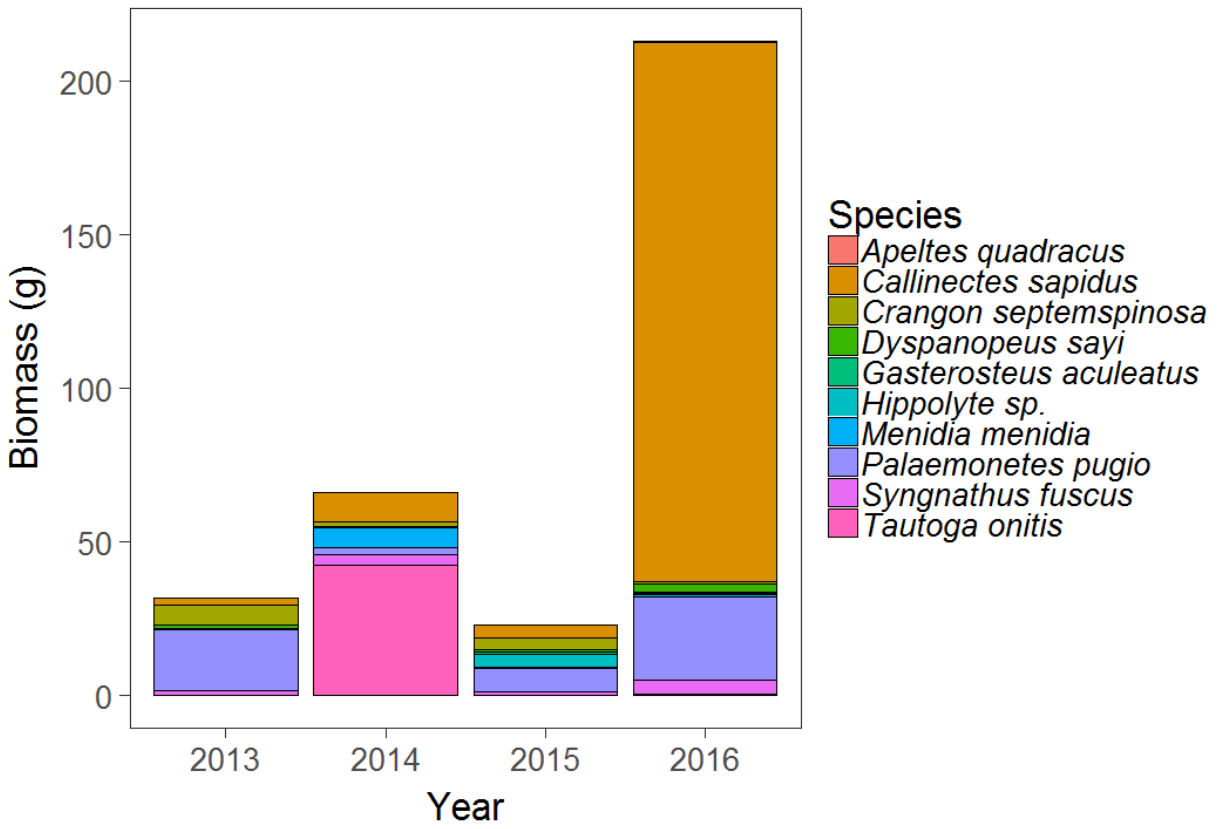 Biomass (g)
200
150
100
50
0
2013 2014 2015 2016
Year
Species
Apeltes quadracus
Callinectes sapidus
Crangon septemspinosa
Dyspanopeus sayi
Gasterosteus aculeatus
Hippolyte sp.
Menidia menidia
Palaemonetes pugio
Syngnathus fuscus
Tautoga onitis